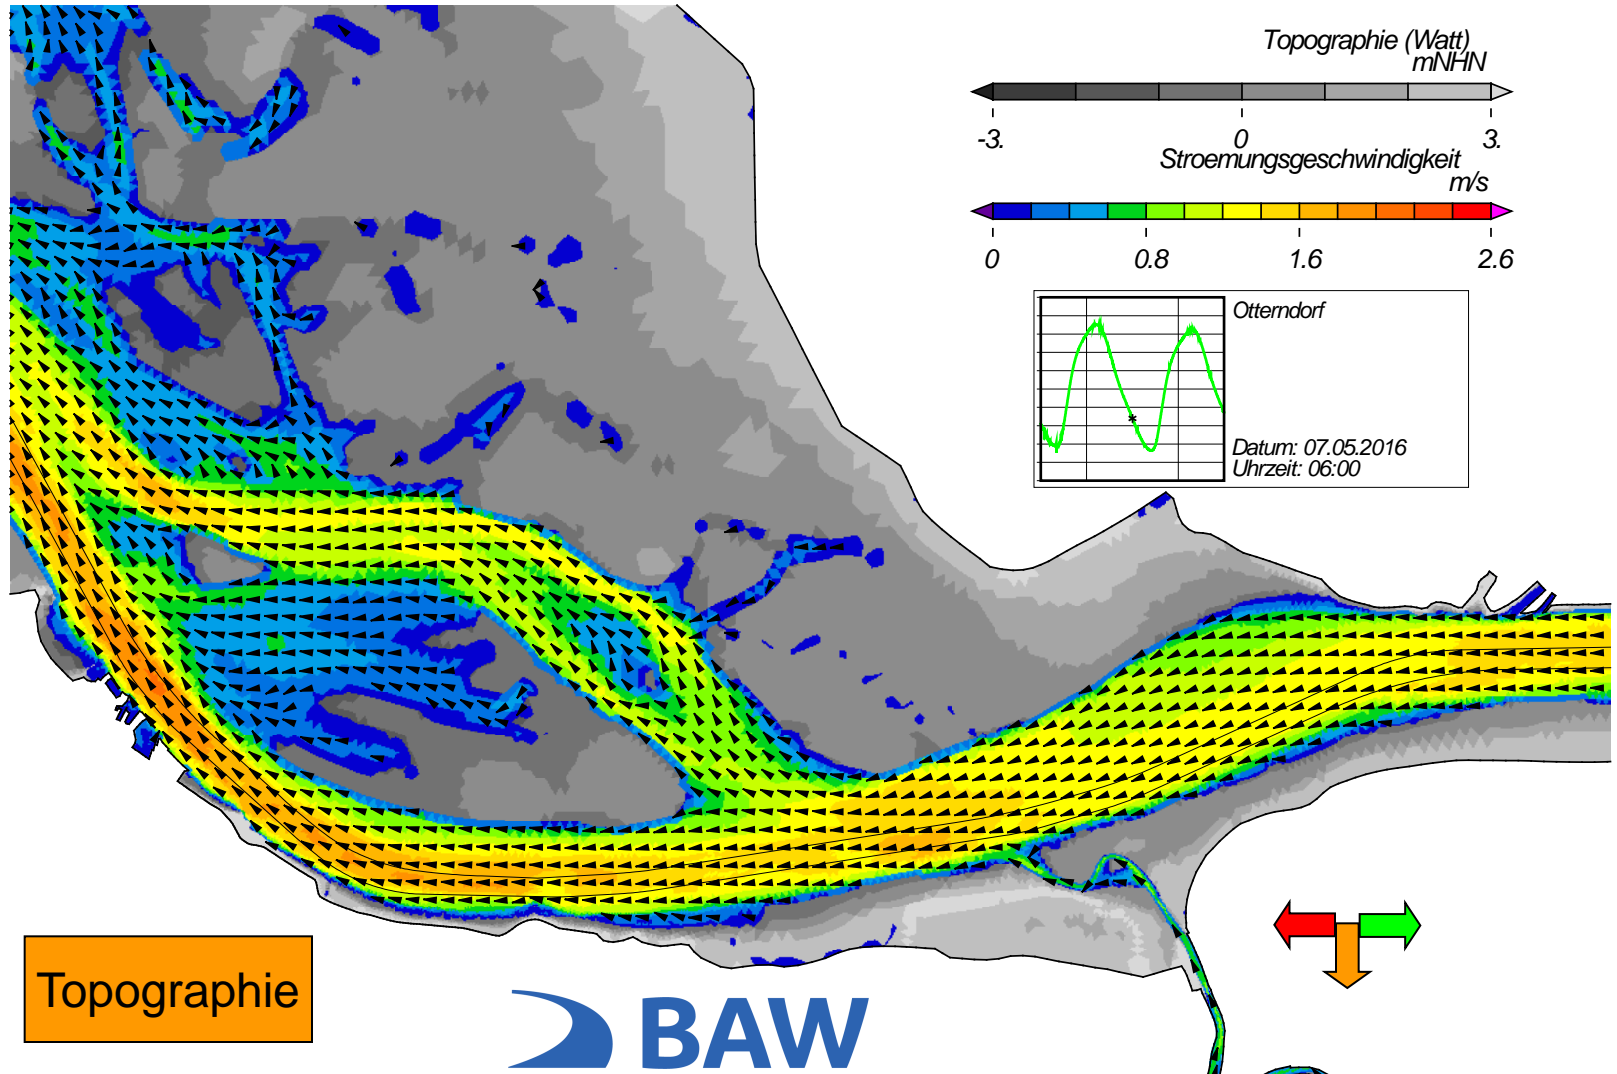 Topographie (Watt)
mNHN
-3. 0 3.
Stroemungsgeschwindigkeit
m/s
0 0.8 1.6 2.6
Otterndorf
Datum: 07.05.2016
Uhrzeit: 06:00
Topographie
BAW